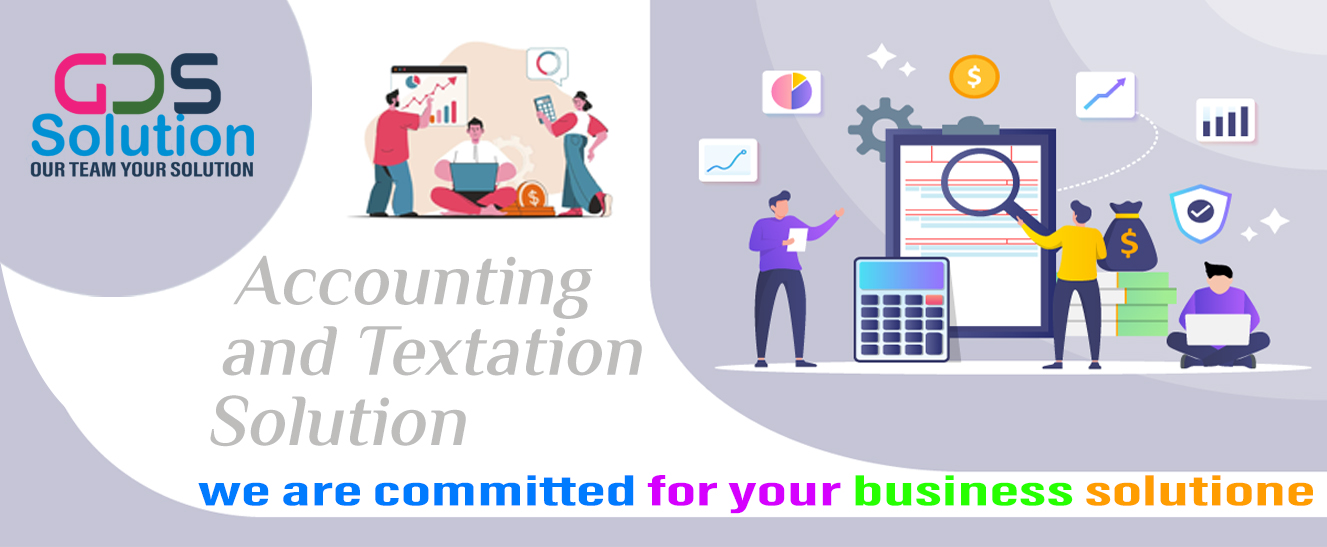 GDS
Solution
OUR TEAM YOUR SOLUTION
Accounting
and Textation
Solution
we are committed for your business solutione